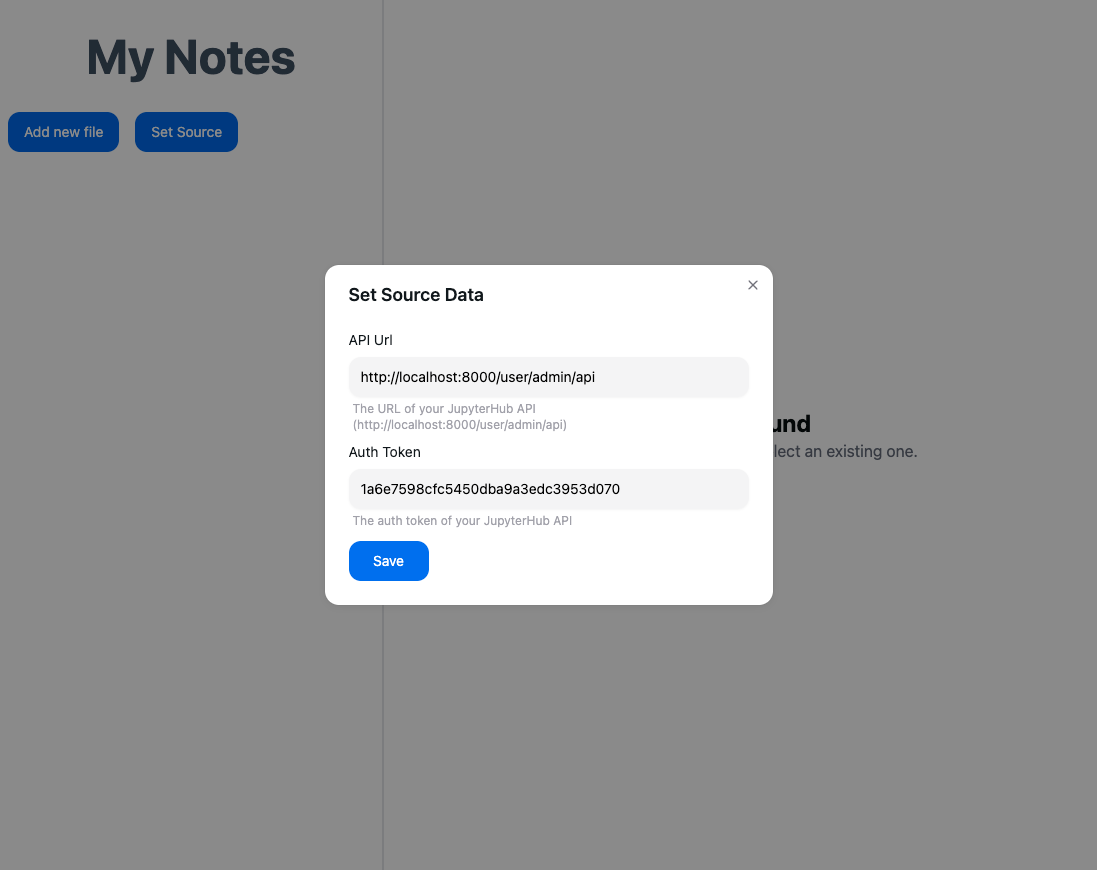 My Notes
Add new file
Set Source
Set Source Data
API Url
http://localhost:8000/user/admin/api
The URL of your JupyterHub API
(http://localhost:8000/user/admin/api)
Auth Token
1a6e7598cfc5450dba9a3edc3953d070
The auth token of your JupyterHub API
Save
an existing one.